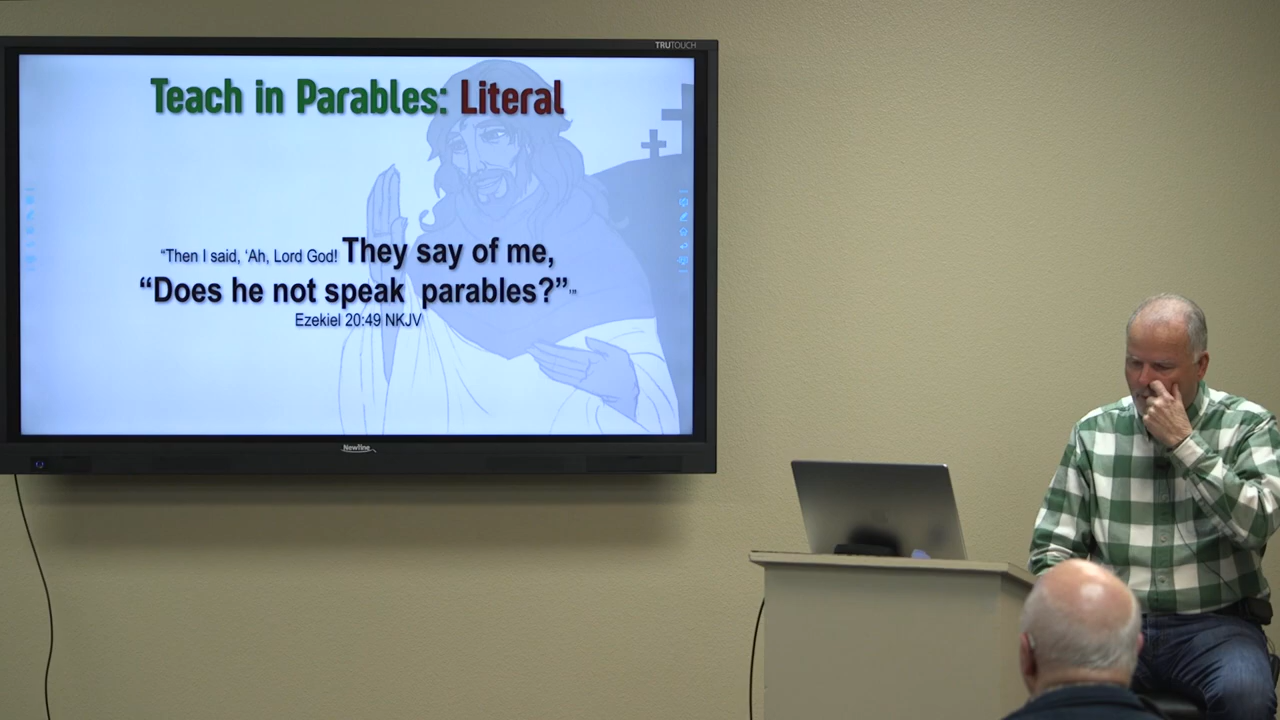 TRUTOUCH
Teach in Parables: Literal
“Then I said, ‘Ah, Lord God! They say of me,
“Does he not speak parables?”’”
Ezekiel 20:49 NKJV
Newline